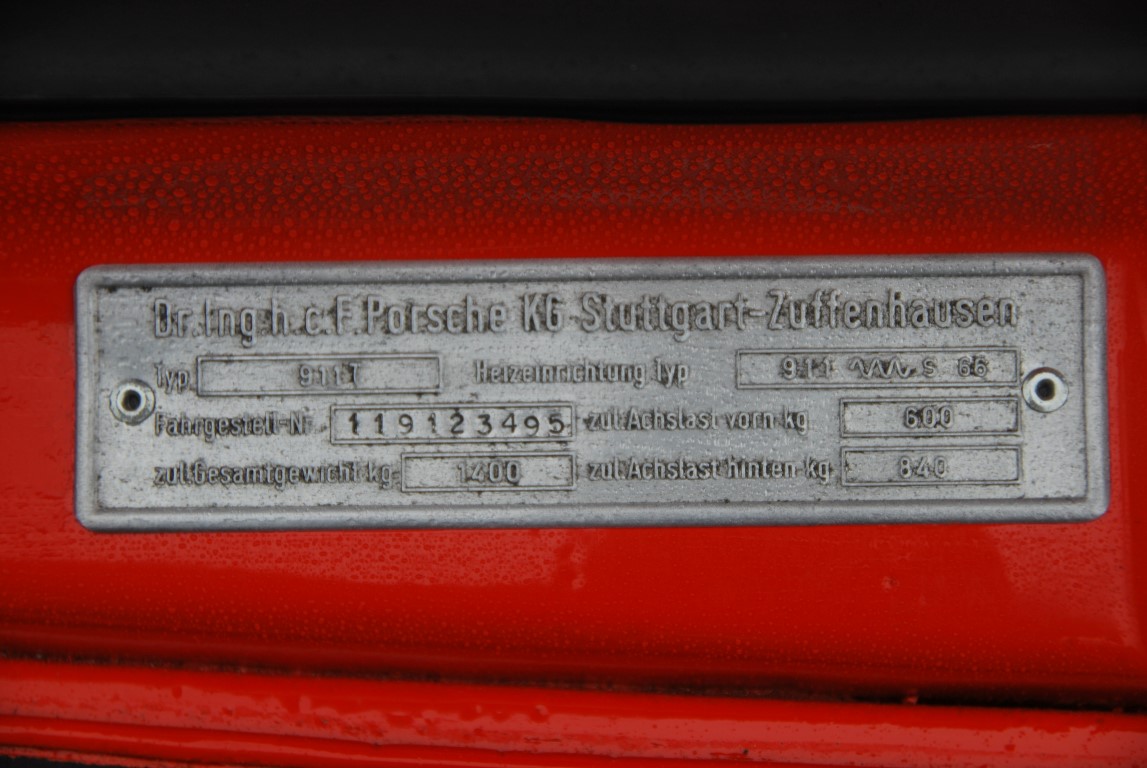 Dr.Ing.h.c.F.Porsche KG Stuttgart-Zuffenhausen
Typ 911T Heizeinrichtung Typ 911 S 66
Fahrgestell-Nr. 119123495 zul.Achslast vorn kg 600
zul.Gesamtgewicht kg 1400 zul.Achslast hinten kg 840